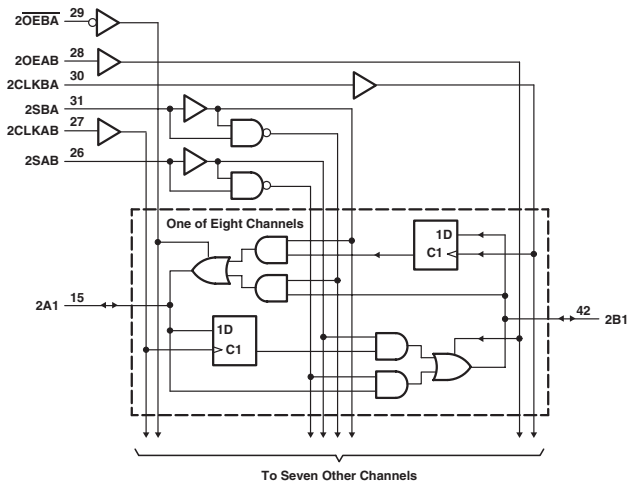 2O̅E̅B̅A̅ 29
2OEAB 28
2CLKBA 30
2SBA 31
2CLKAB 27
2SAB 26
One of Eight Channels
1D
C1
2A1 15
42 2B1
1D
C1
To Seven Other Channels